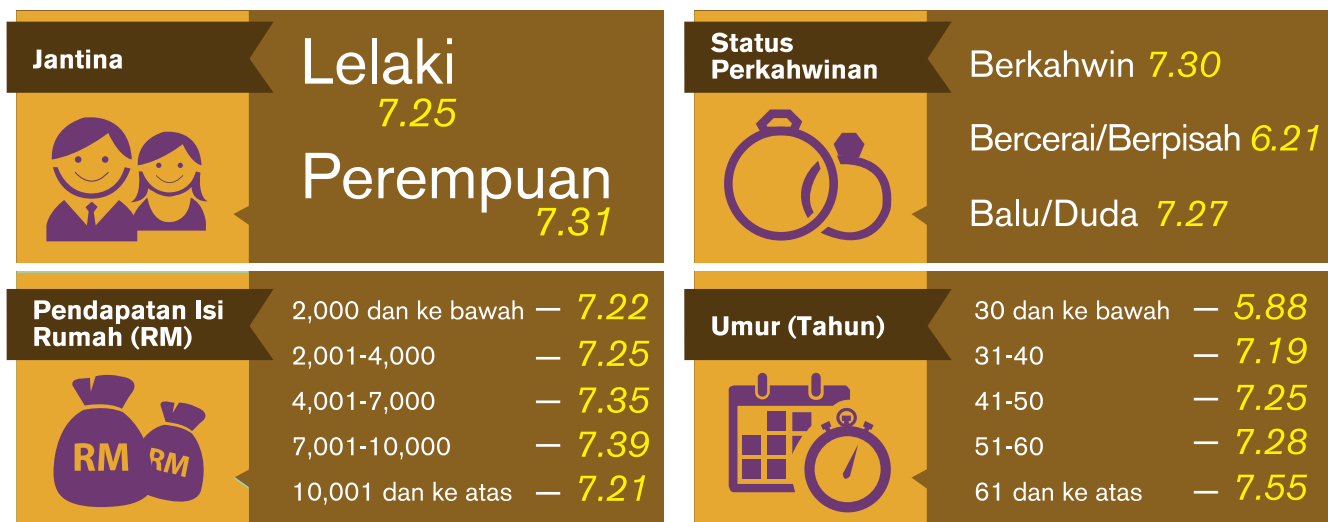 Jantina
Lelaki
7.25
Perempuan
7.31
Status
Perkahwinan
Berkahwin 7.30
Bercerai/Berpisah 6.21
Balu/Duda 7.27
Pendapatan Isi
Rumah (RM)
RM
RM
2,000 dan ke bawah — 7.22
2,001-4,000 — 7.25
4,001-7,000 — 7.35
7,001-10,000 — 7.39
10,001 dan ke atas — 7.21
Umur (Tahun)
30 dan ke bawah — 5.88
31-40 — 7.19
41-50 — 7.25
51-60 — 7.28
61 dan ke atas — 7.55